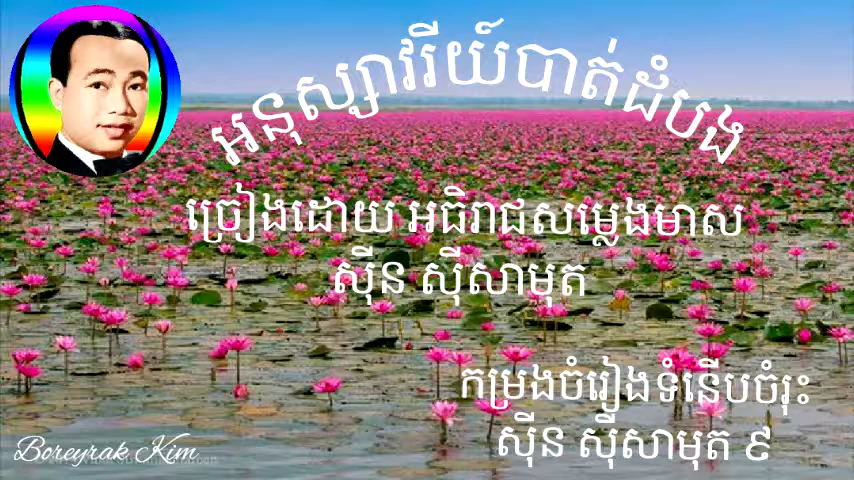 អនុស្សាវរីយ៍បាត់ដំបង
ច្រៀងដោយ អធិរាជសម្លេងមាស
ស៊ីន ស៊ីសាមុត
កម្រងចំរៀងទំនើបចំរុះ
ស៊ីន ស៊ីសាមុត ៩
Boreyrak Kim